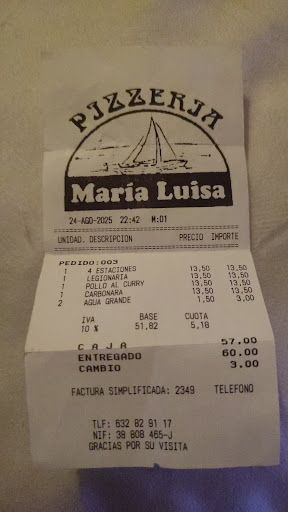 PIZZERIA
María Luisa
24-AGO-2025 22:42 M:01
UNIDAD. DESCRIPCION PRECIO IMPORTE
PEDIDO:003
1 4 ESTACIONES 13,50 13,50
1 LEGIONARIA 13,50 13,50
1 POLLO AL CURRY 13,50 13,50
1 CARBONARA 13,50 13,50
2 AGUA GRANDE 1,50 3,00
IVA BASE CUOTA
10 % 51,82 5,18
C A J A 57.00
ENTREGADO 60.00
CAMBIO 3.00
FACTURA SIMPLIFICADA: 2349 TELEFONO
TLF: 632 82 91 17
NIF: 38 808 465-J
GRACIAS POR SU VISITA